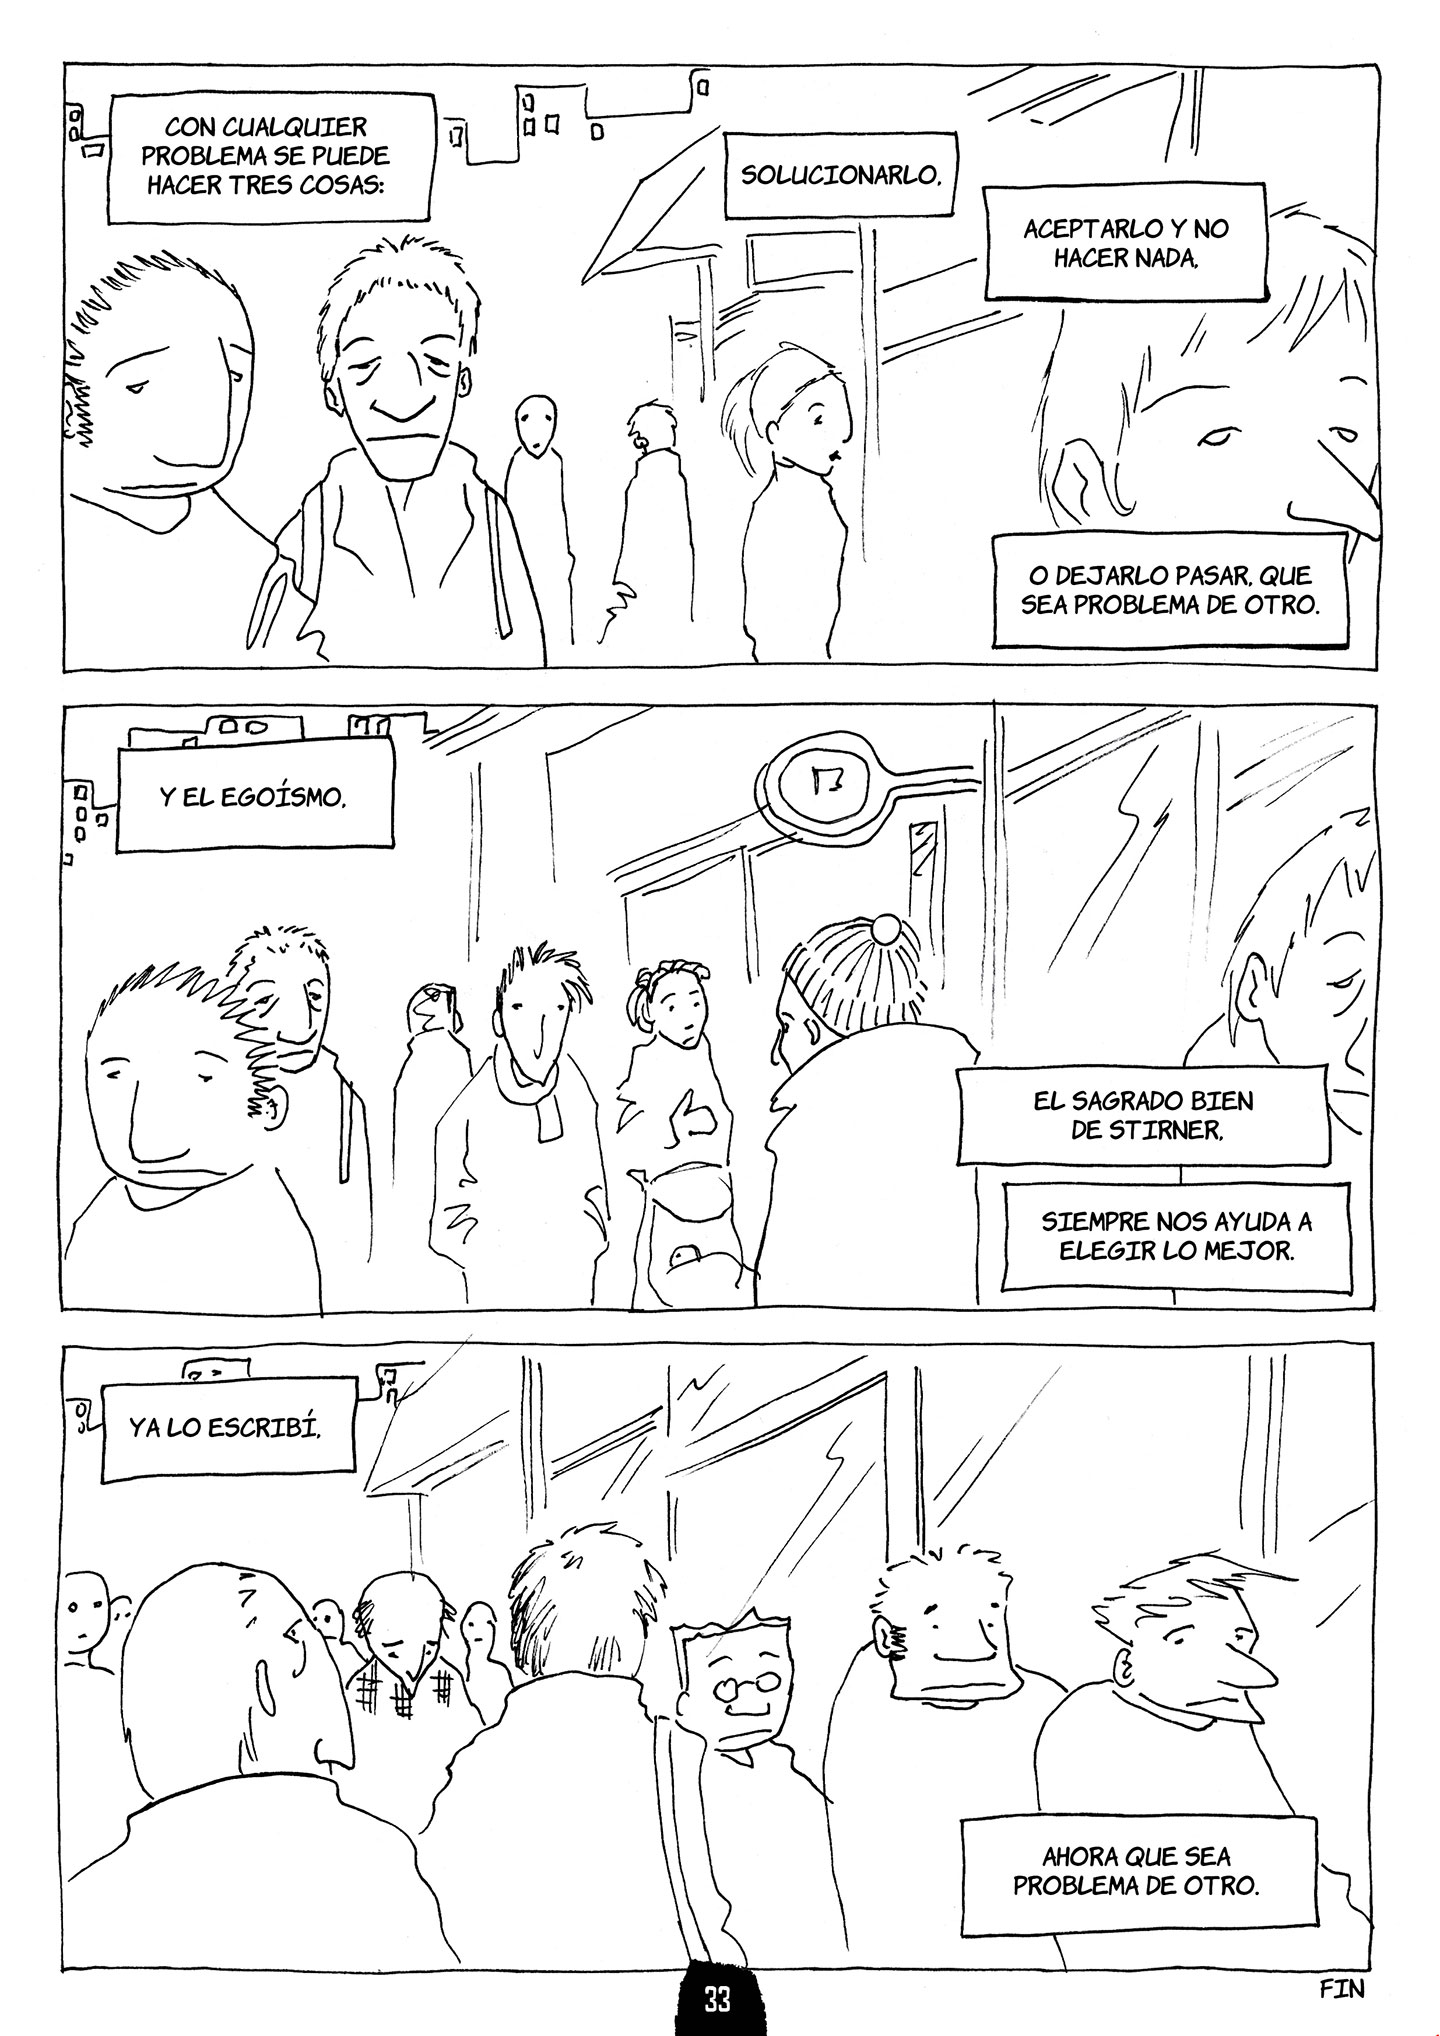 CON CUALQUIER
PROBLEMA SE PUEDE
HACER TRES COSAS:
SOLUCIONARLO,
ACEPTARLO Y NO
HACER NADA,
O DEJARLO PASAR, QUE
SEA PROBLEMA DE OTRO.
Y EL EGOÍSMO,
EL SAGRADO BIEN
DE STIRNER,
SIEMPRE NOS AYUDA A
ELEGIR LO MEJOR.
YA LO ESCRIBÍ,
AHORA QUE SEA
PROBLEMA DE OTRO.
FIN
33